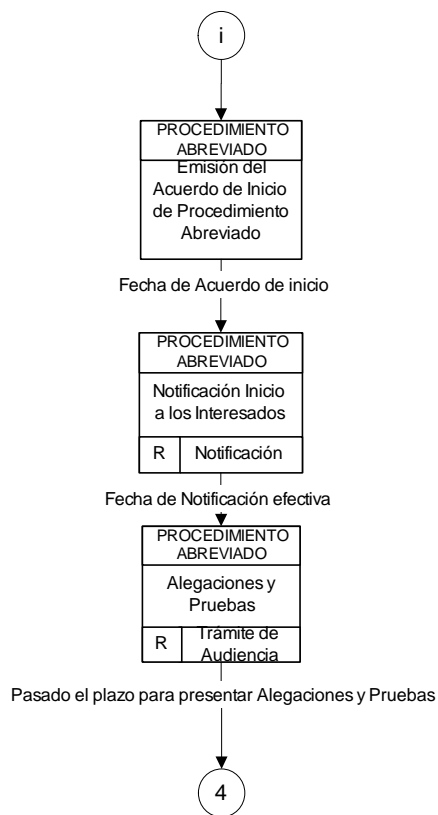 i
PROCEDIMIENTO
ABREVIADO
Emisión del
Acuerdo de Inicio
de Procedimiento
Abreviado
Fecha de Acuerdo de inicio
PROCEDIMIENTO
ABREVIADO
Notificación Inicio
a los Interesados
R Notificación
Fecha de Notificación efectiva
PROCEDIMIENTO
ABREVIADO
Alegaciones y
Pruebas
R Trámite de
Audiencia
Pasado el plazo para presentar Alegaciones y Pruebas
4